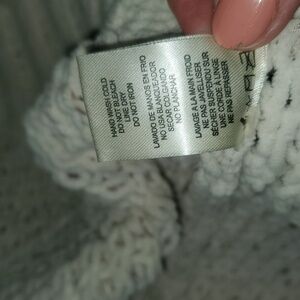 HAND WASH COLD
DO NOT BLEACH
LINE DRY
DO NOT IRON
LAVADO DE MANOS EN FRIO
NO USA BLANQUEADOR
SECAR COLGADO
NO PLANCHAR
LAVAGE A LA MAIN FROID
NE PAS JAVELLISER
SÈCHES SUSPENDU SUR
UNE CORDE À LINGE
NE PAS REPASSER